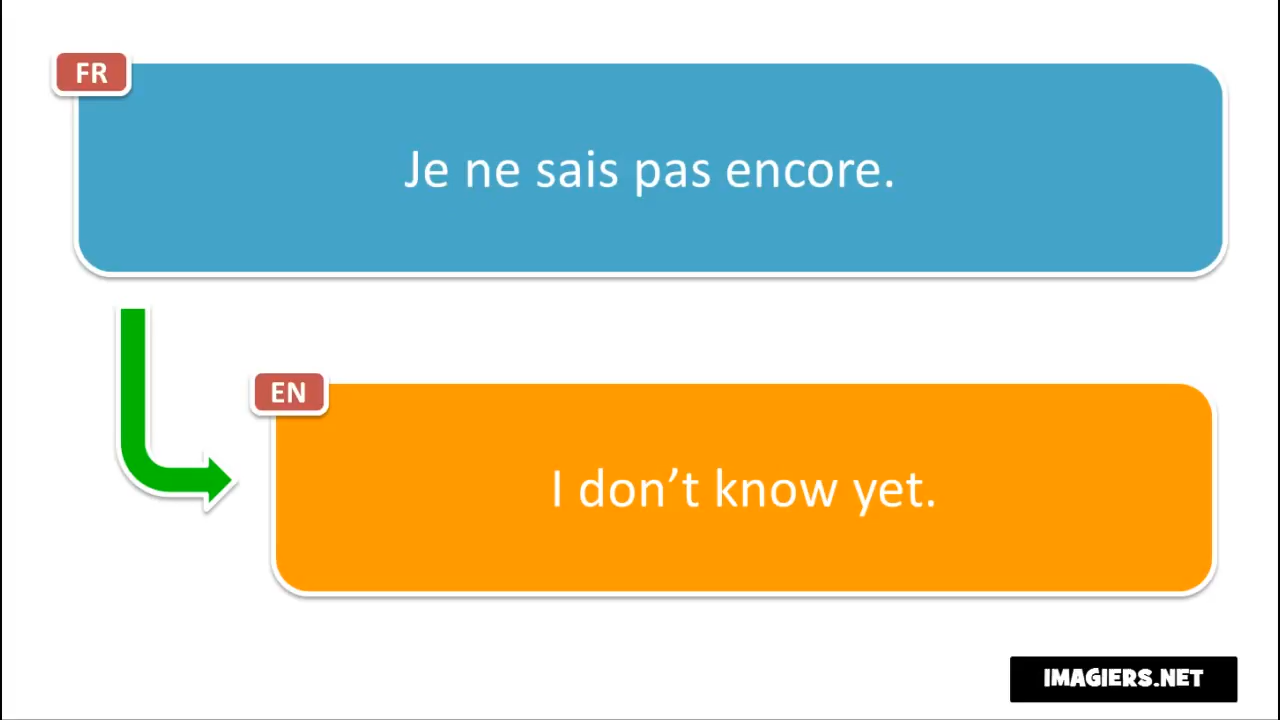 FR
Je ne sais pas encore.
EN
I don’t know yet.
IMAGIERS.NET